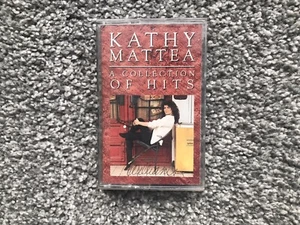 KATHY
MATTEA
A COLLECTION
OF HITS